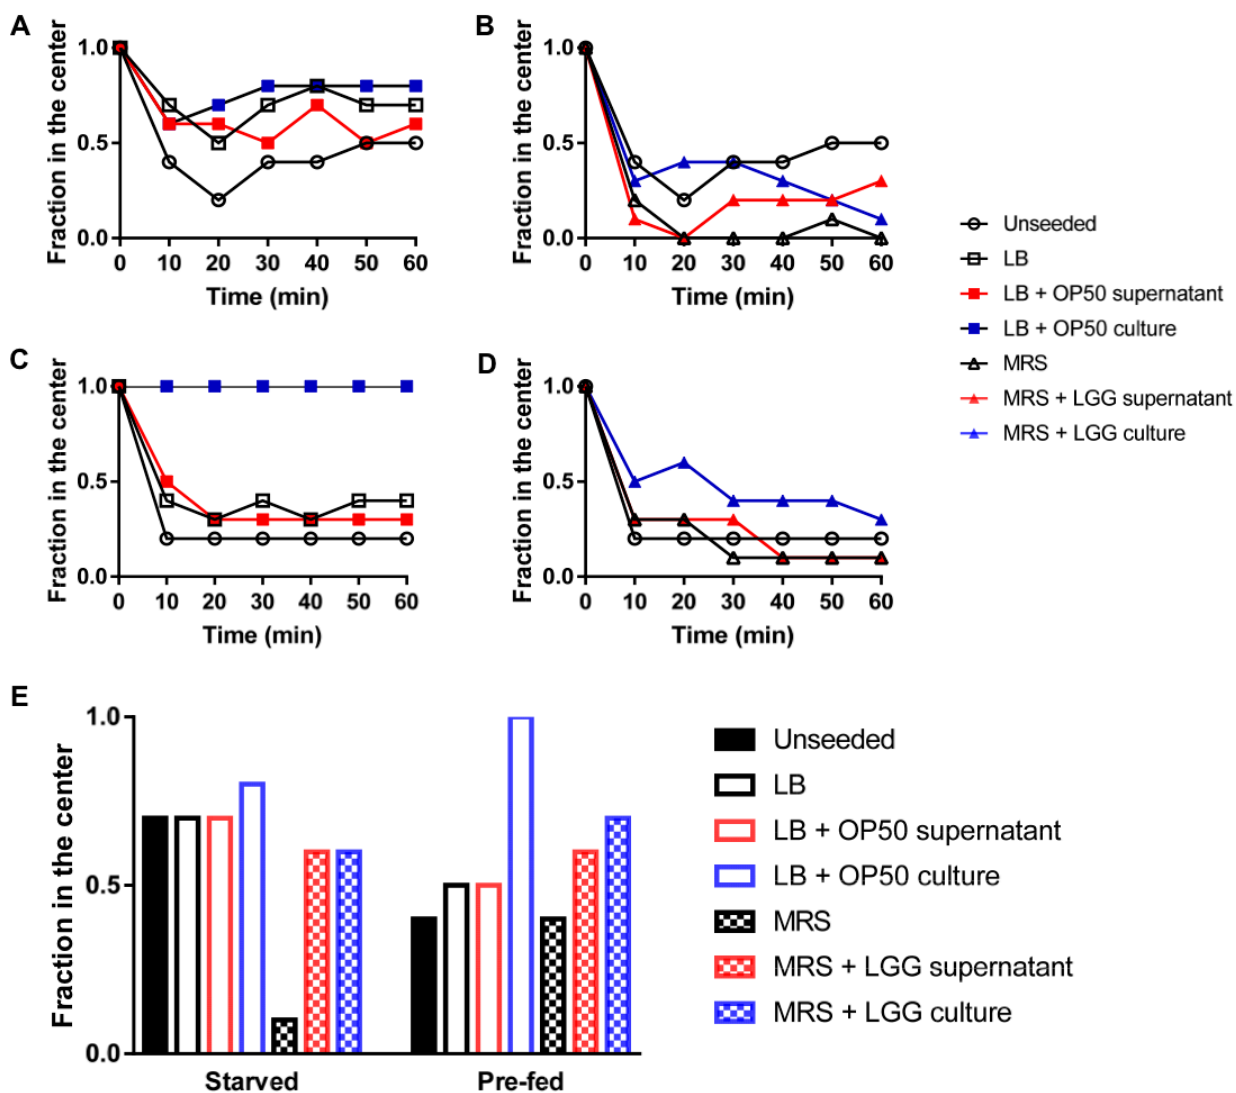 A
Fraction in the center
1.0
0.5
0.0
0 10 20 30 40 50 60
Time (min)
B
Fraction in the center
1.0
0.5
0.0
0 10 20 30 40 50 60
Time (min)
Unseeded
LB
LB + OP50 supernatant
LB + OP50 culture
MRS
MRS + LGG supernatant
MRS + LGG culture
C
Fraction in the center
1.0
0.5
0.0
0 10 20 30 40 50 60
Time (min)
D
Fraction in the center
1.0
0.5
0.0
0 10 20 30 40 50 60
Time (min)
E
Fraction in the center
1.0
0.5
0.0
Starved Pre-fed
Unseeded
LB
LB + OP50 supernatant
LB + OP50 culture
MRS
MRS + LGG supernatant
MRS + LGG culture